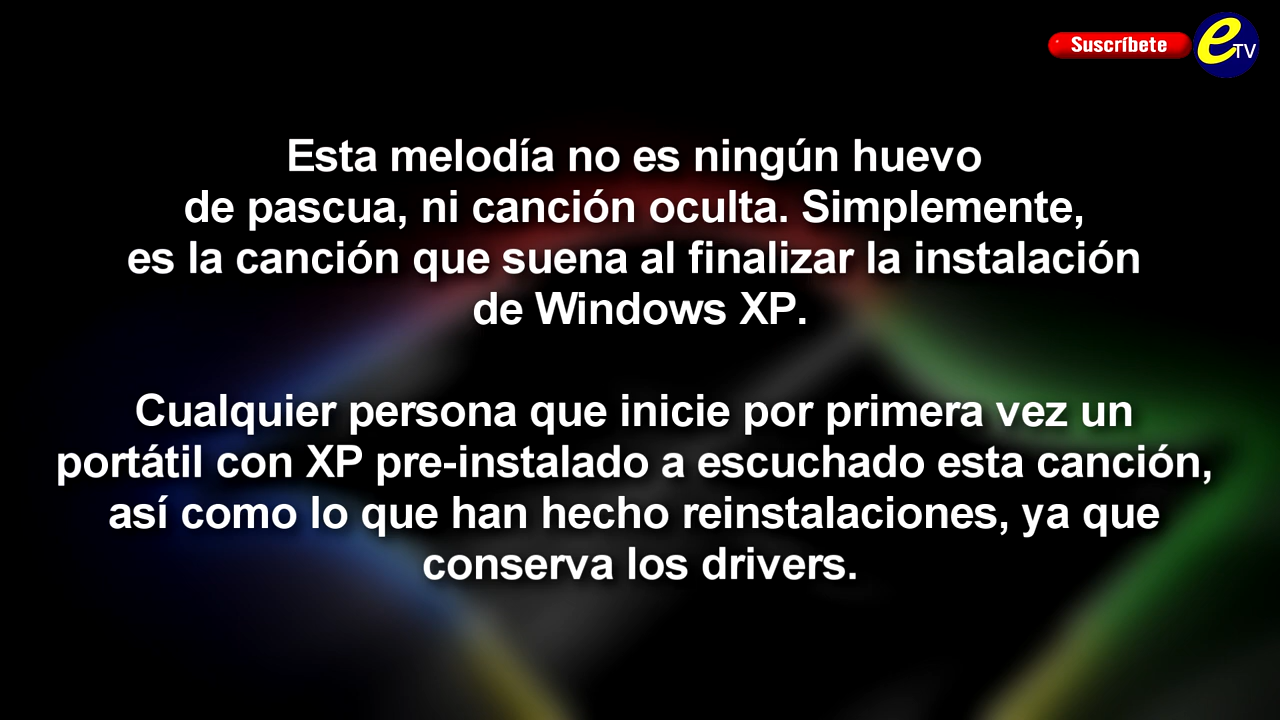 Suscríbete
e TV
Esta melodía no es ningún huevo
de pascua, ni canción oculta. Simplemente,
es la canción que suena al finalizar la instalación
de Windows XP.
Cualquier persona que inicie por primera vez un
portátil con XP pre-instalado a escuchado esta canción,
así como lo que han hecho reinstalaciones, ya que
conserva los drivers.